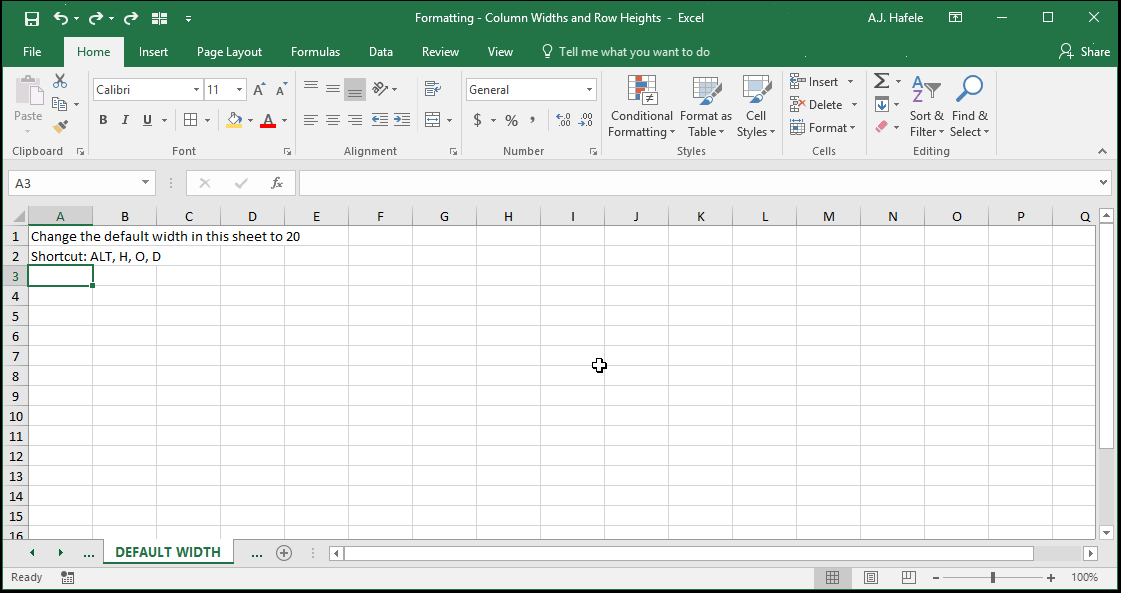 Formatting - Column Widths and Row Heights - Excel
A.J. Hafele
File Home Insert Page Layout Formulas Data Review View Tell me what you want to do Share
Paste
Calibri 11
B I U A
General
$ % ,
Conditional Formatting
Format as Table
Cell Styles
Insert
Delete
Format
Sort & Filter
Find & Select
Clipboard Font Alignment Number Styles Cells Editing
A3 fx
A B C D E F G H I J K L M N O P Q
1 Change the default width in this sheet to 20
2 Shortcut: ALT, H, O, D
3
4
5
6
7
8
9
10
11
12
13
14
15
16
... DEFAULT WIDTH ...
Ready 100%